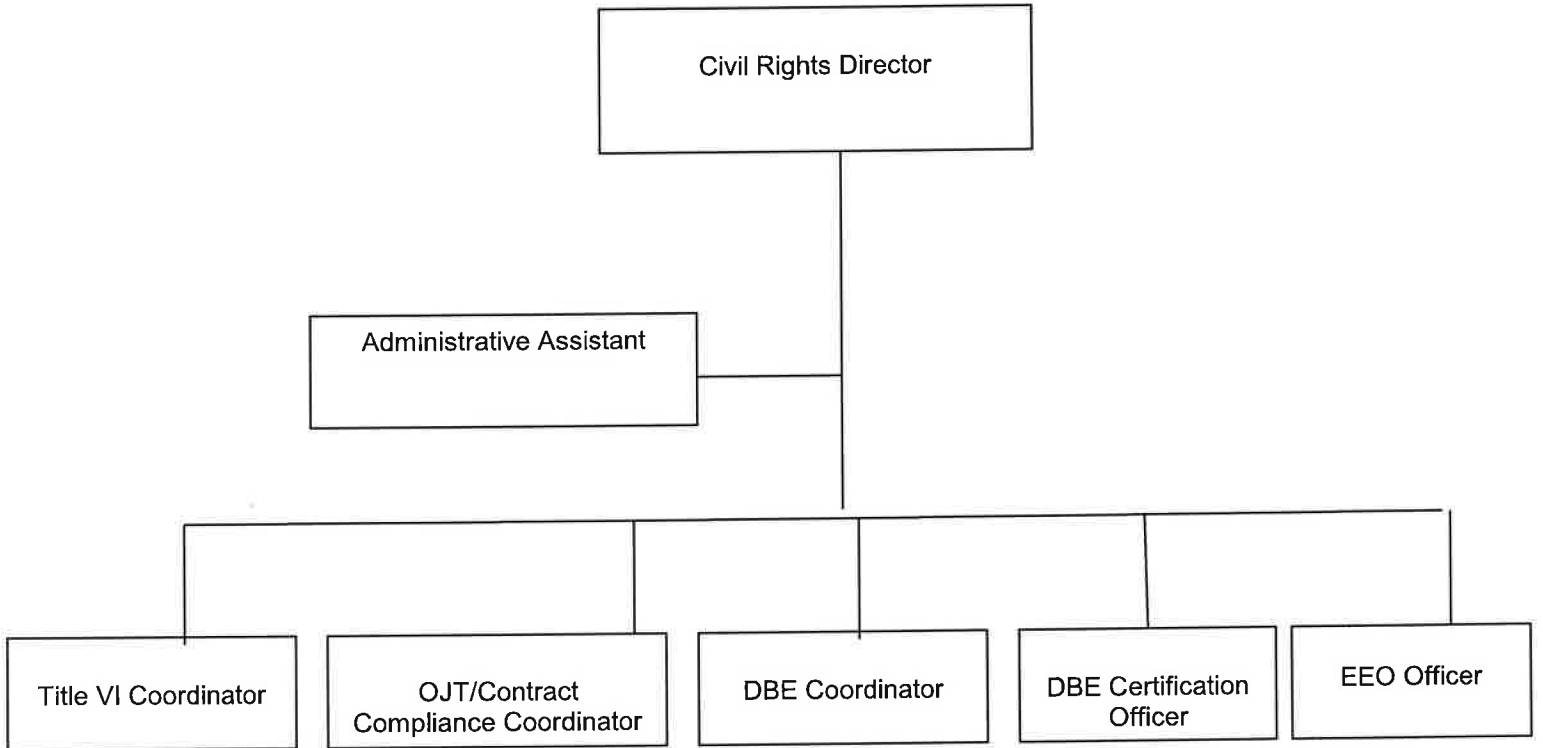 Civil Rights Director
Administrative Assistant
Title VI Coordinator
OJT/Contract
Compliance Coordinator
DBE Coordinator
DBE Certification
Officer
EEO Officer